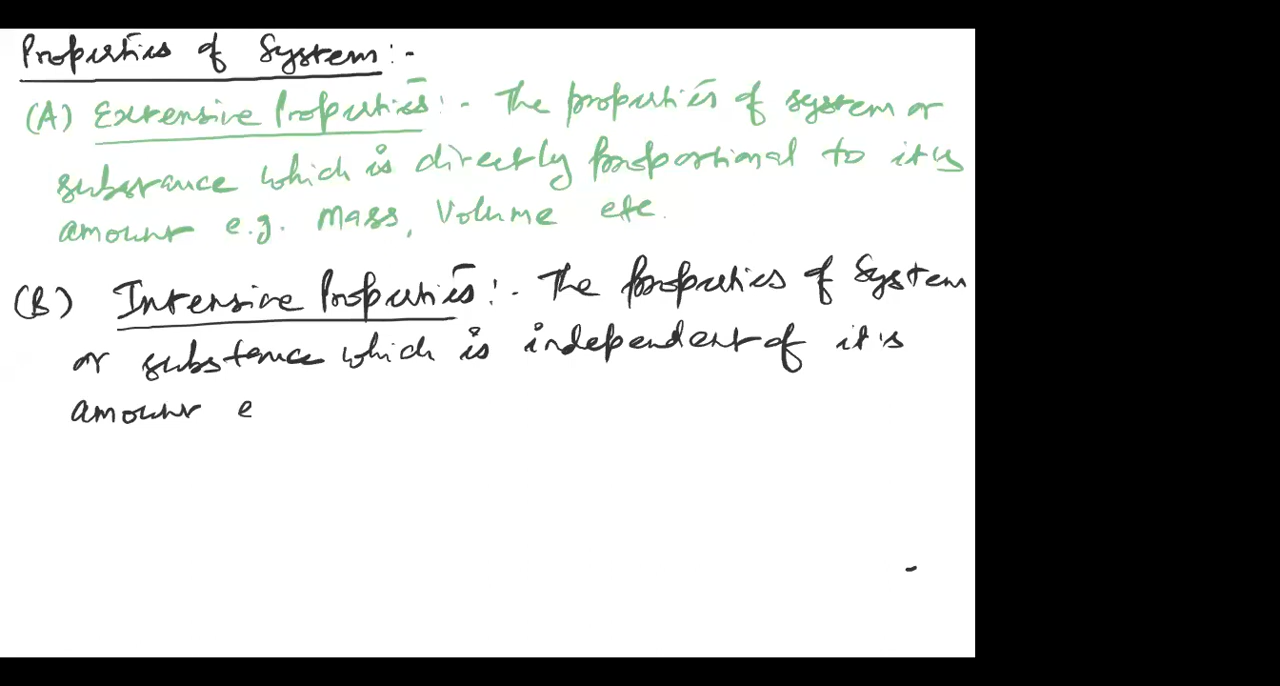 Properties of System :-
(A) Extensive Properties :- The properties of system or
substance which is directly proportional to it's
amount e.g. Mass, Volume etc.
(B) Intensive Properties :- The properties of System
or substance which is independent of it's
amount e